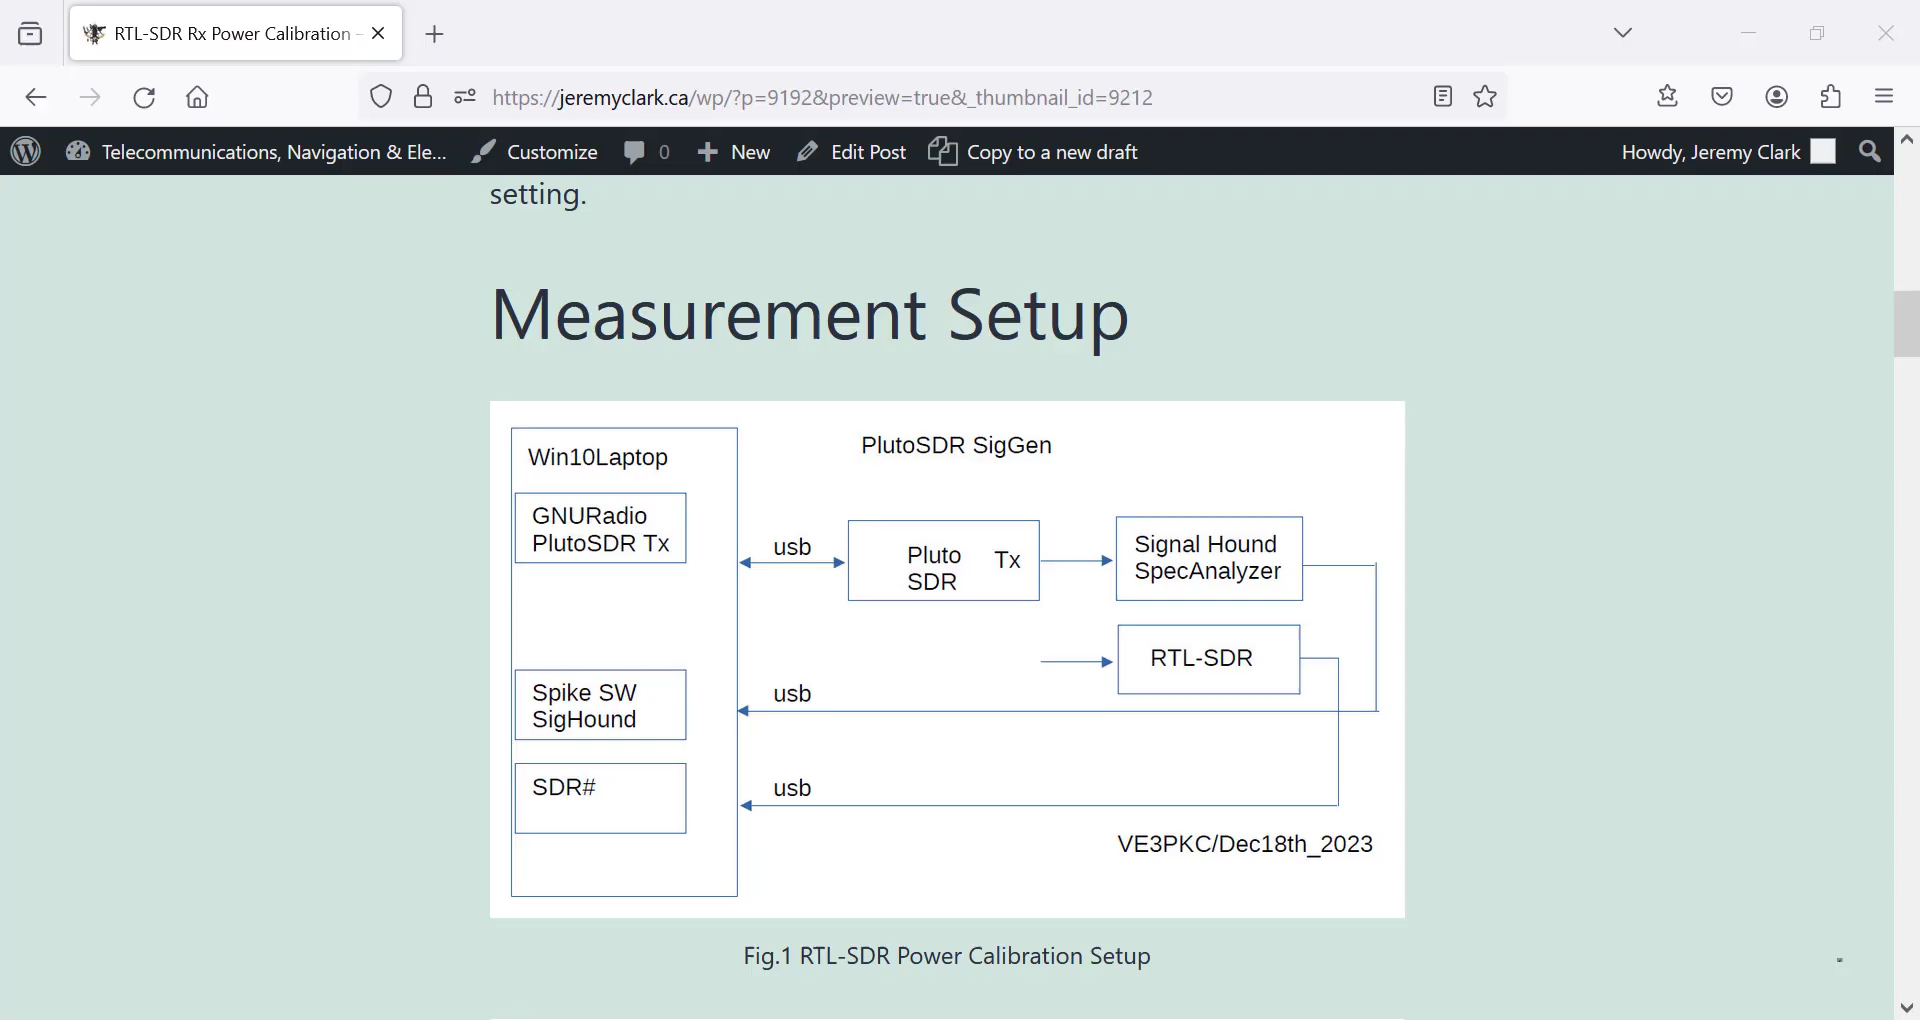 RTL-SDR Rx Power Calibration -
https://jeremyclark.ca/wp/?p=9192&preview=true&_thumbnail_id=9212
Telecommunications, Navigation & Ele... Customize 0 New Edit Post Copy to a new draft Howdy, Jeremy Clark
setting.
Measurement Setup
PlutoSDR SigGen
Win10Laptop
GNURadio
PlutoSDR Tx
usb
Pluto
SDR
Tx
Signal Hound
SpecAnalyzer
RTL-SDR
Spike SW
SigHound
usb
SDR#
usb
VE3PKC/Dec18th_2023
Fig.1 RTL-SDR Power Calibration Setup